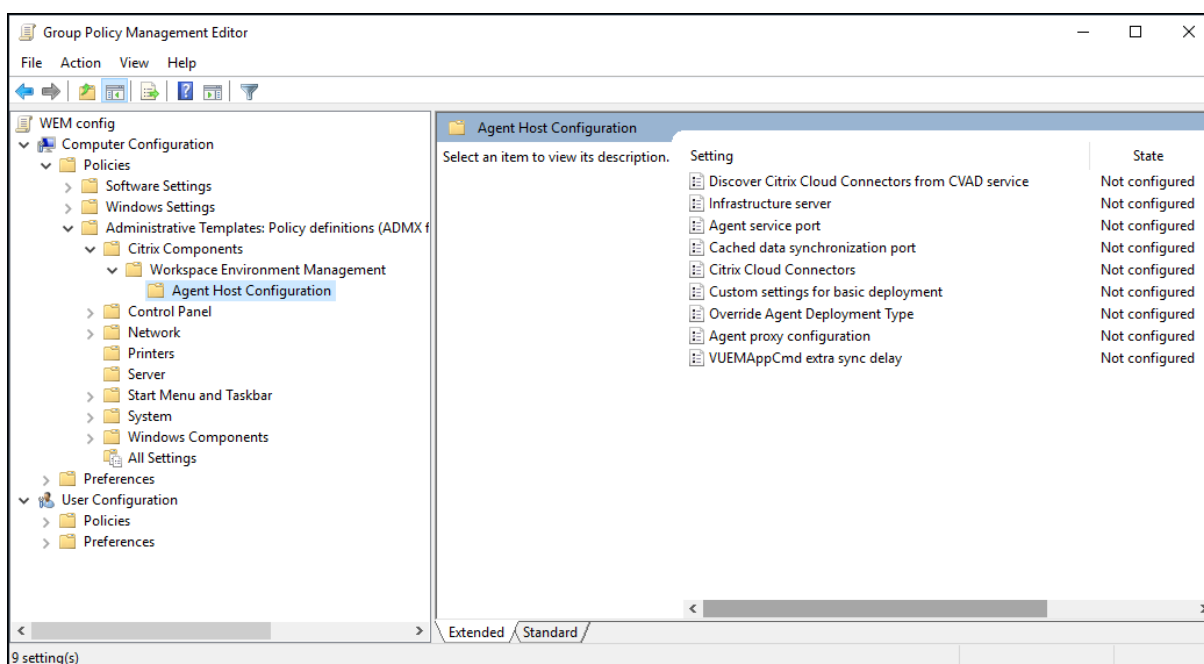 Group Policy Management Editor
File Action View Help
WEM config
Computer Configuration
Policies
Software Settings
Windows Settings
Administrative Templates: Policy definitions (ADMX f
Citrix Components
Workspace Environment Management
Agent Host Configuration
Control Panel
Network
Printers
Server
Start Menu and Taskbar
System
Windows Components
All Settings
Preferences
User Configuration
Policies
Preferences
Agent Host Configuration
Select an item to view its description.
Setting State
Discover Citrix Cloud Connectors from CVAD service Not configured
Infrastructure server Not configured
Agent service port Not configured
Cached data synchronization port Not configured
Citrix Cloud Connectors Not configured
Custom settings for basic deployment Not configured
Override Agent Deployment Type Not configured
Agent proxy configuration Not configured
VUEMAppCmd extra sync delay Not configured
Extended Standard
9 setting(s)